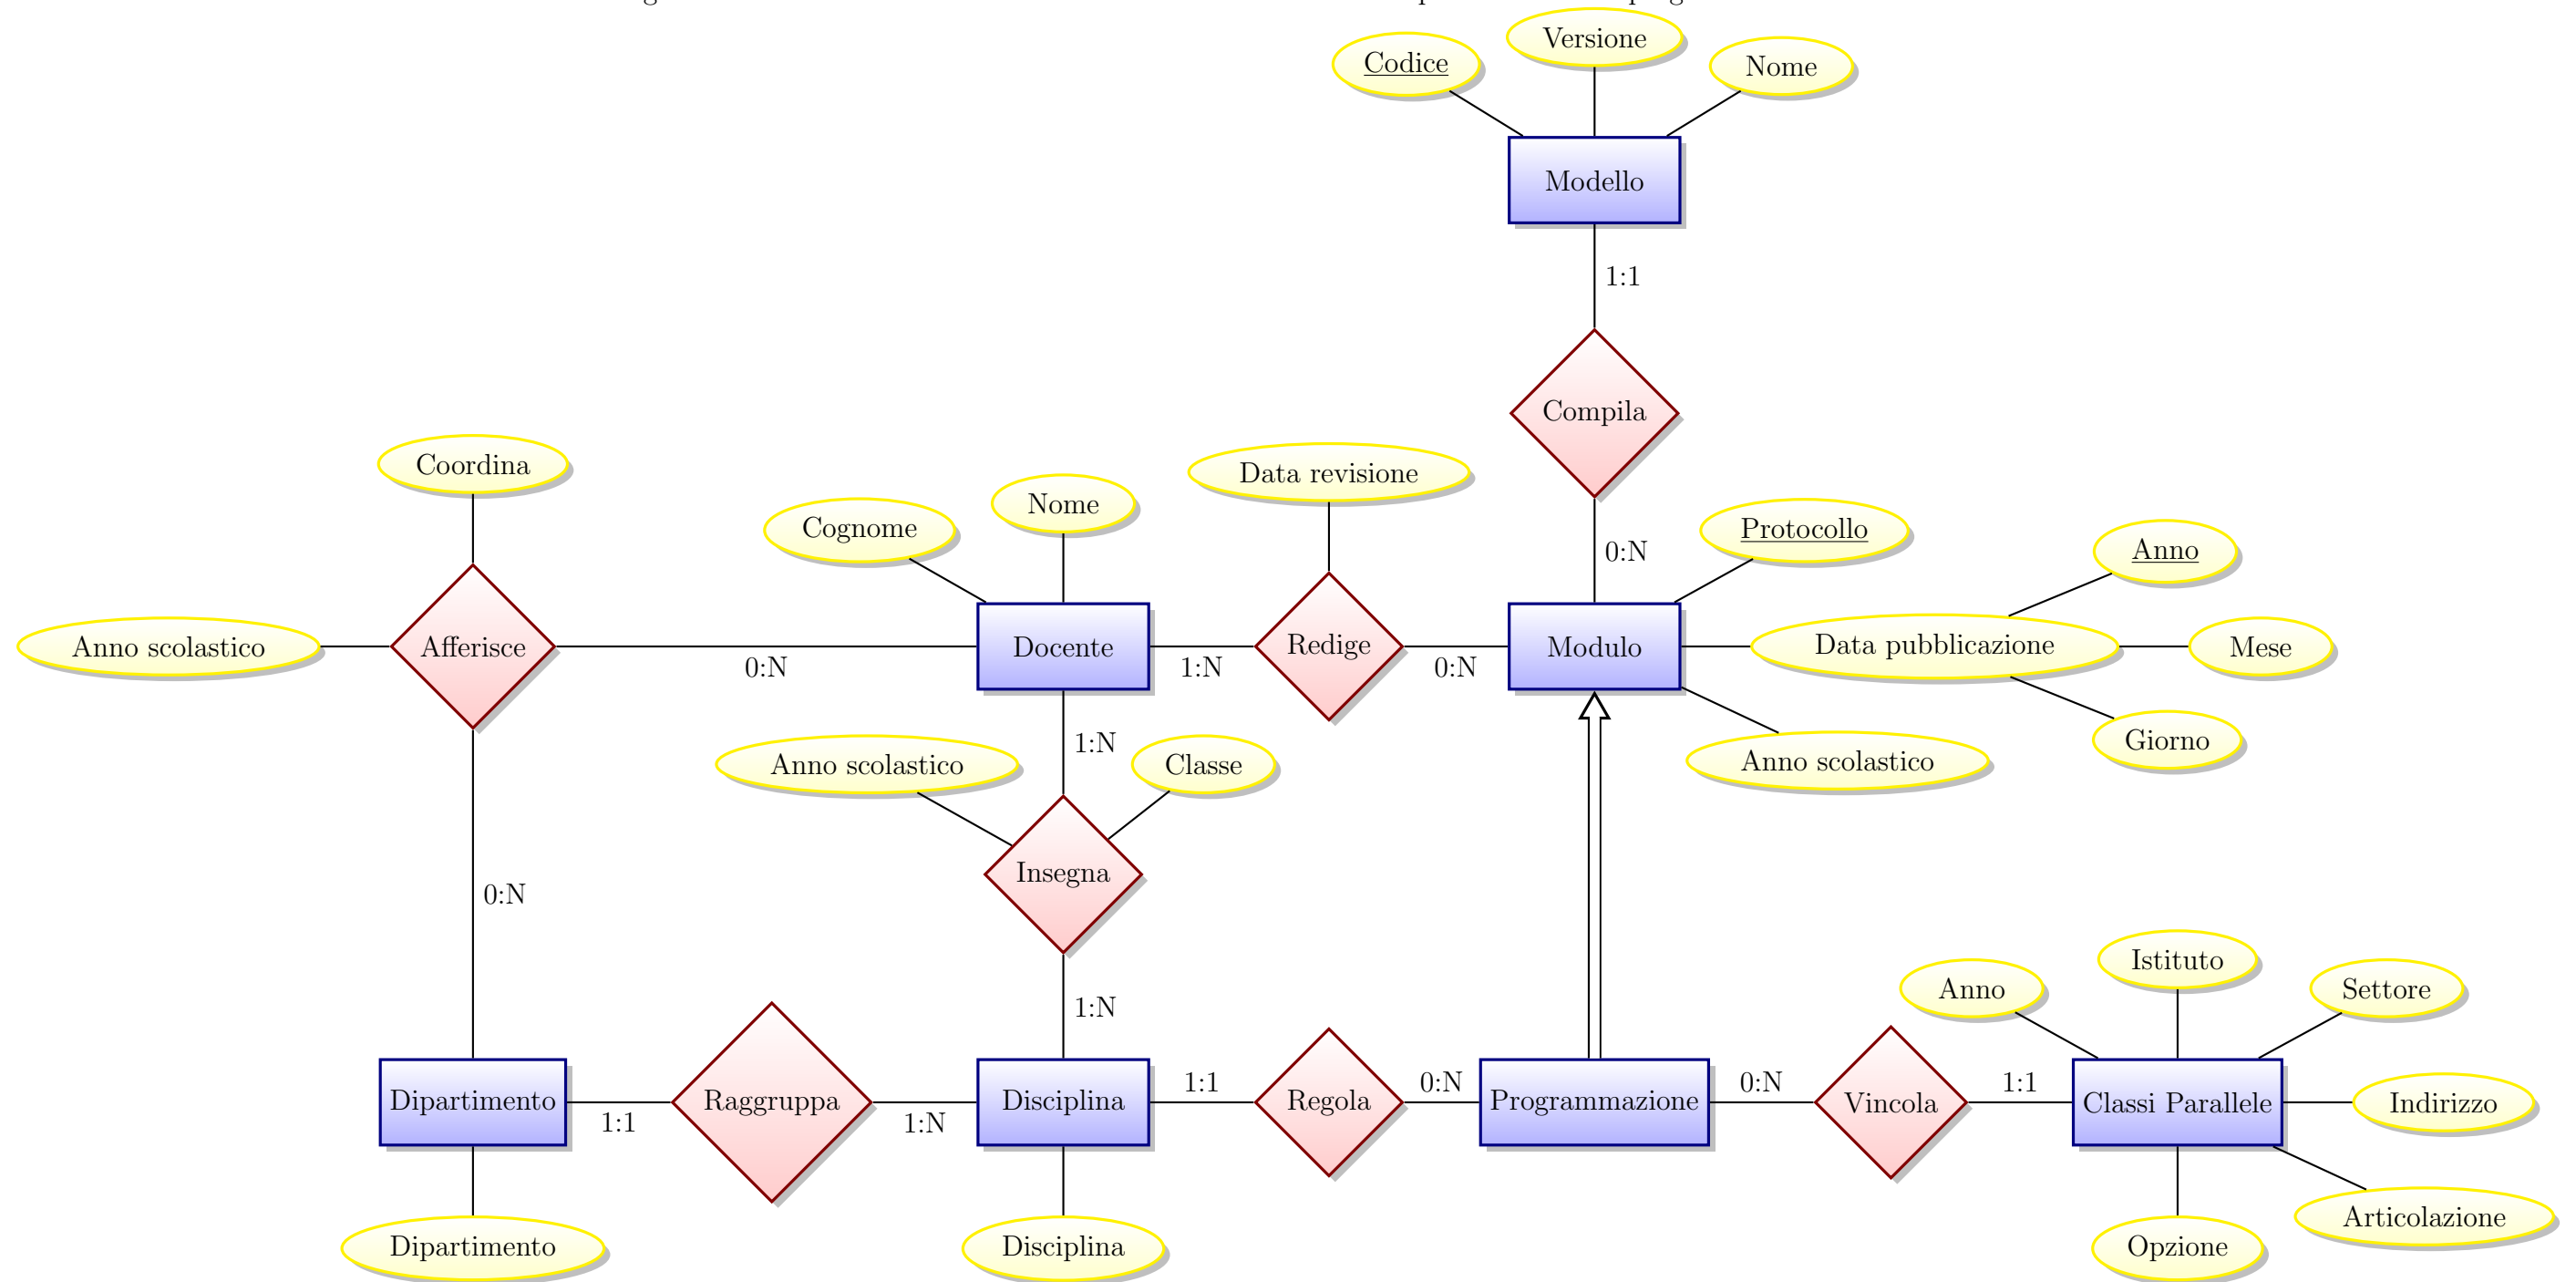 Versione
Codice
Nome
Modello
1:1
Compila
Coordina
Data revisione
Nome
Cognome
Protocollo
0:N
Anno
Anno scolastico
Afferisce
0:N
Docente
1:N
Redige
0:N
Modulo
Data pubblicazione
Mese
1:N
Giorno
Anno scolastico
Classe
Anno scolastico
Insegna
0:N
Istituto
Anno
Settore
1:N
Dipartimento
1:1
Raggruppa
1:N
Disciplina
1:1
Regola
0:N
Programmazione
0:N
Vincola
1:1
Classi Parallele
Indirizzo
Articolazione
Dipartimento
Disciplina
Opzione